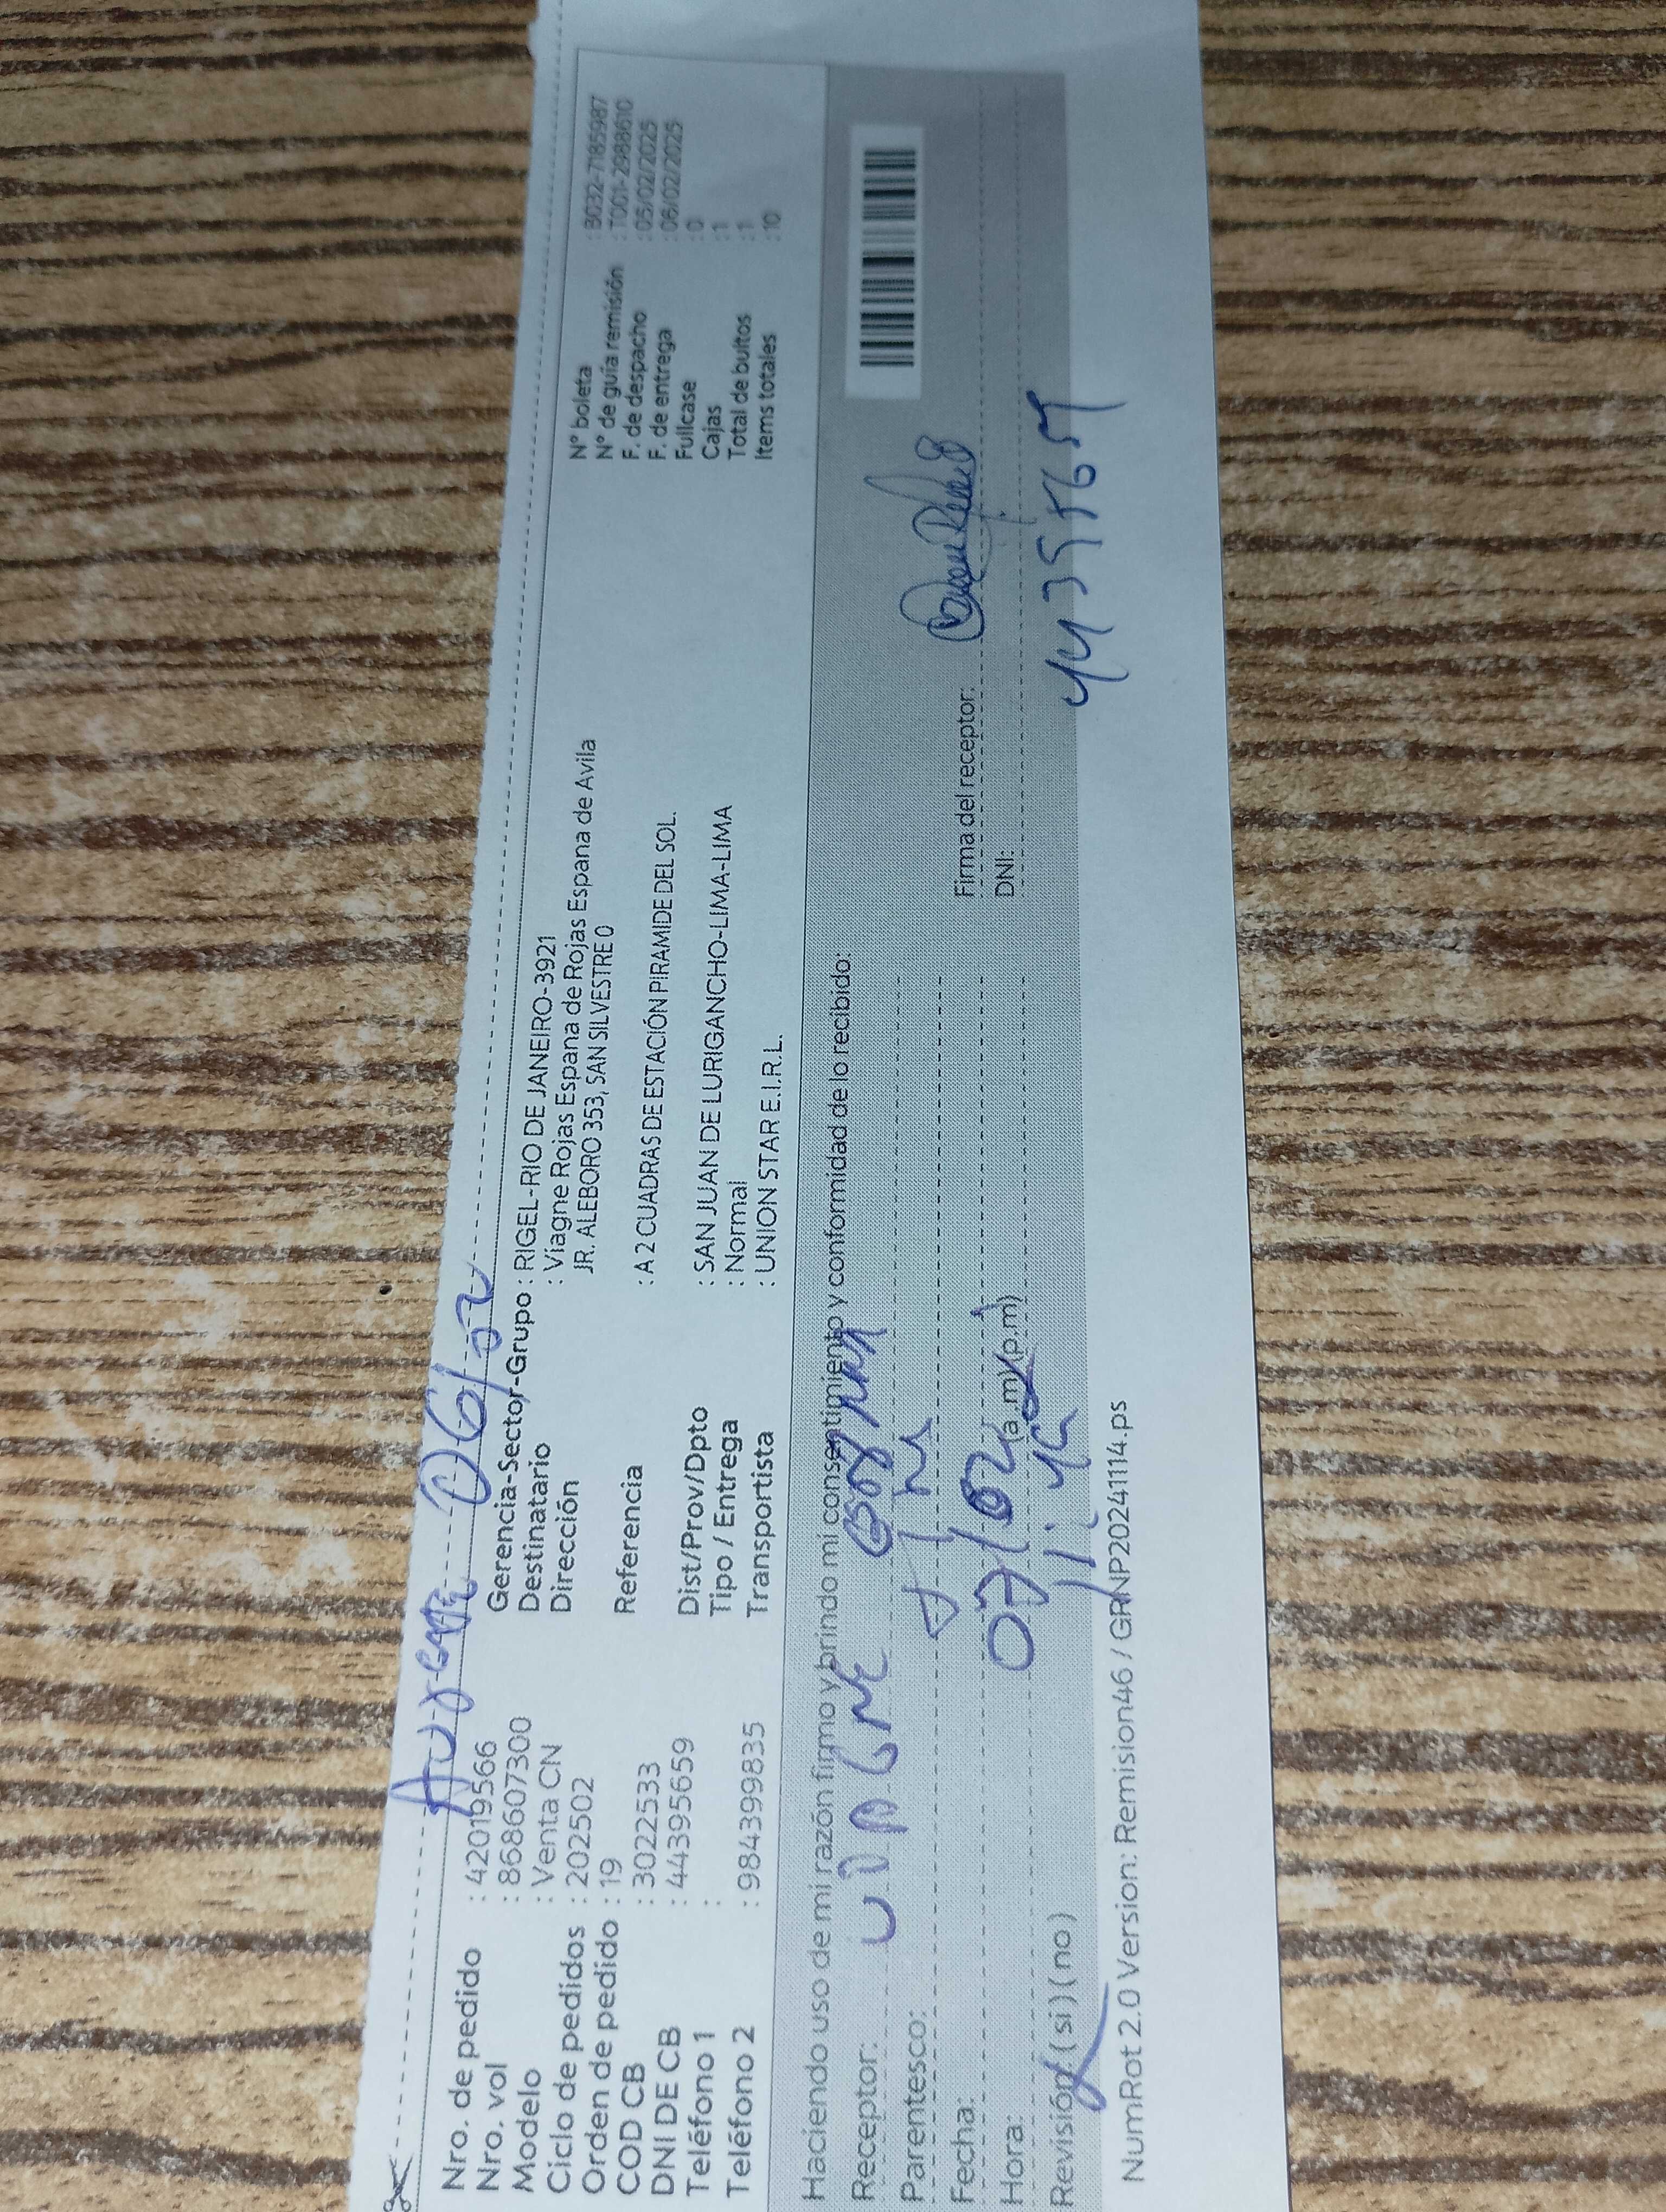 AUSENTE 06/02
Nro. de pedido : 42019566
Nro. vol : 868607300
Modelo : Venta CN
Ciclo de pedidos : 202502
Orden de pedido : 19
COD CB : 3022533
DNI DE CB : 44395659
Teléfono 1 :
Teléfono 2 : 984399835
Gerencia-Sector-Grupo : RIGEL-RIO DE JANEIRO-3921
Destinatario : Viagne Rojas Espana de Rojas Espana de Avila
Dirección JR. ALEBORO 353, SAN SILVESTRE 0
Referencia : A 2 CUADRAS DE ESTACIÓN PIRAMIDE DEL SOL.
Dist/Prov/Dpto : SAN JUAN DE LURIGANCHO-LIMA-LIMA
Tipo / Entrega : Normal
Transportista : UNION STAR E.I.R.L.
N° boleta : B032-7185987
N° de guía remisión : T001-2988610
F. de despacho : 05/02/2025
F. de entrega : 06/02/2025
Fullcase : 0
Cajas : 1
Total de bultos : 1
Items totales : 10
Haciendo uso de mi razón firmo y brindo mi consentimiento y conformidad de lo recibido:
Receptor:
Parentesco:
Fecha: 07/02
Hora: (a.m)(p.m)
Revisión (si)(no)
Firma del receptor:
DNI: 44395659
NumRot 2.0 Version: Remision46 / GRNP20241114.ps